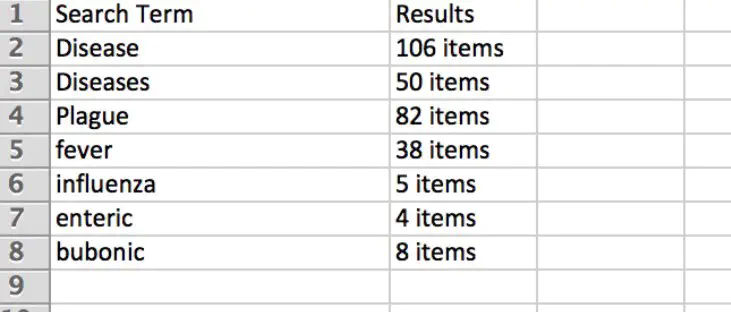 1 Search Term Results
2 Disease 106 items
3 Diseases 50 items
4 Plague 82 items
5 fever 38 items
6 influenza 5 items
7 enteric 4 items
8 bubonic 8 items
9